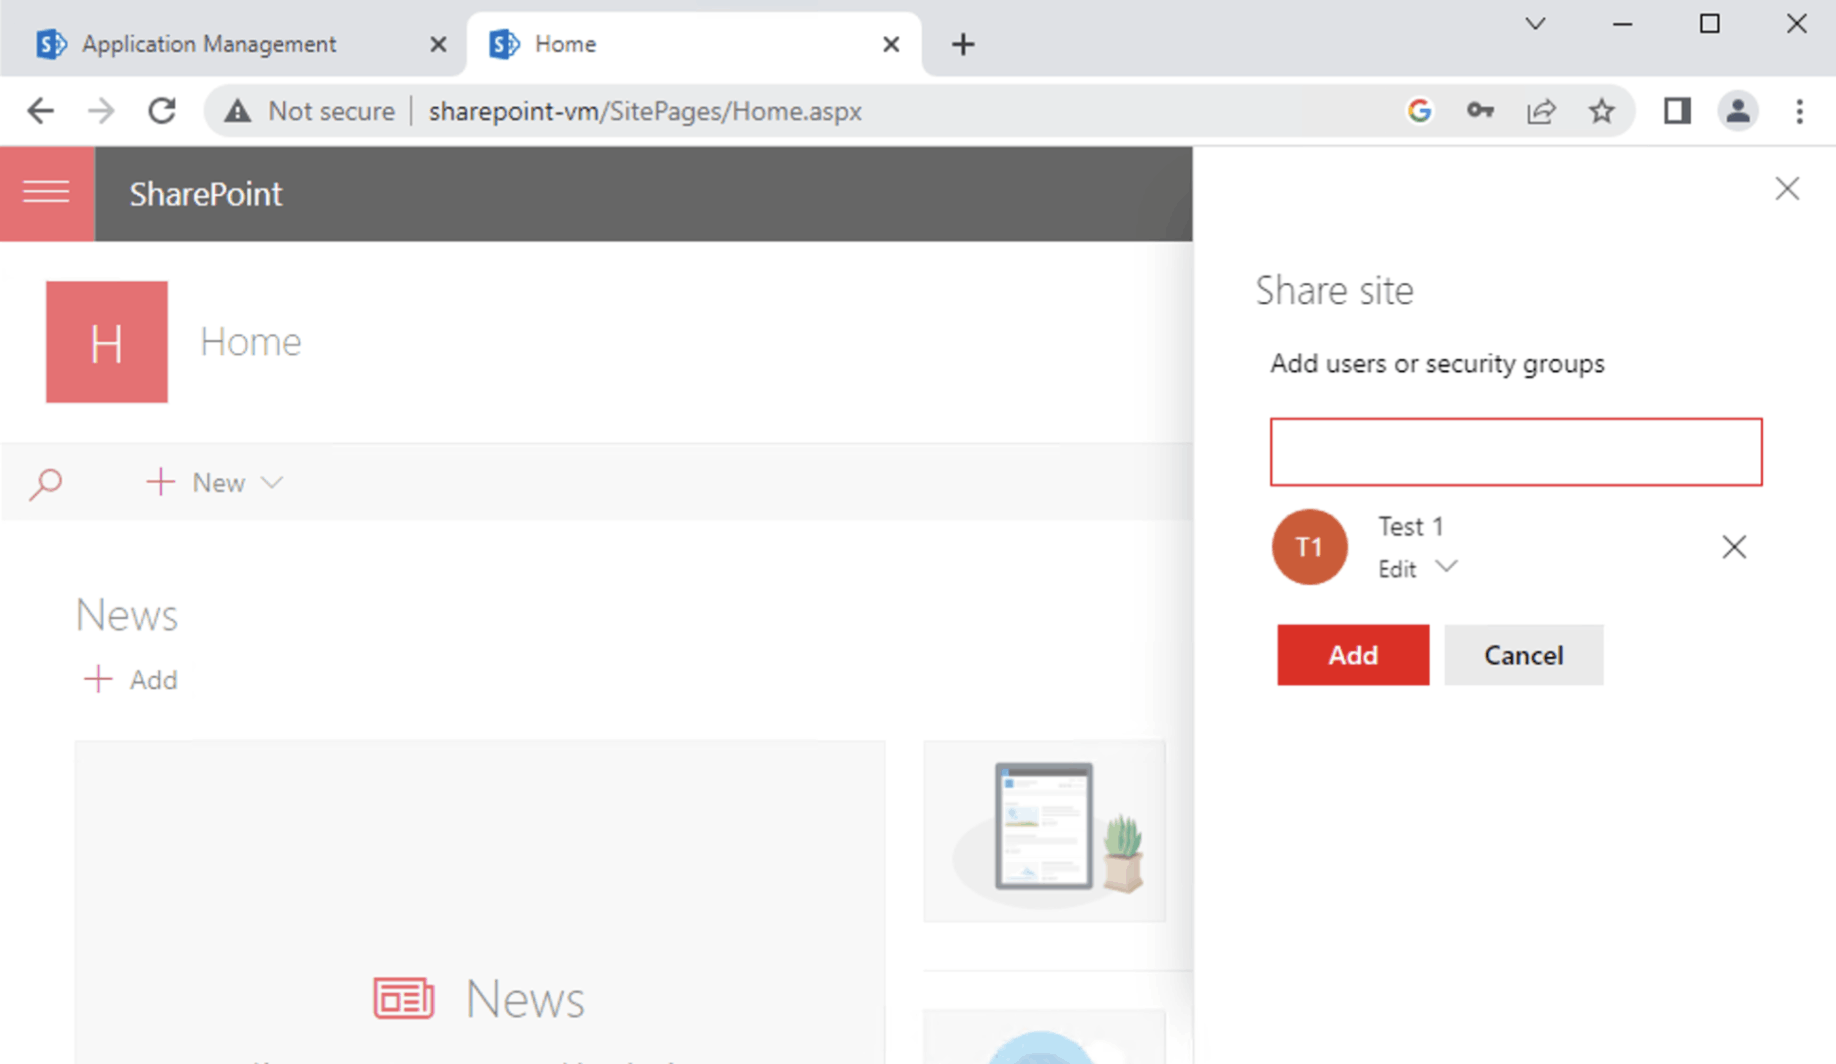 Application Management
Home
Not secure
sharepoint-vm/SitePages/Home.aspx
SharePoint
H
Home
New
News
Add
News
Share site
Add users or security groups
T1
Test 1
Edit
Add
Cancel